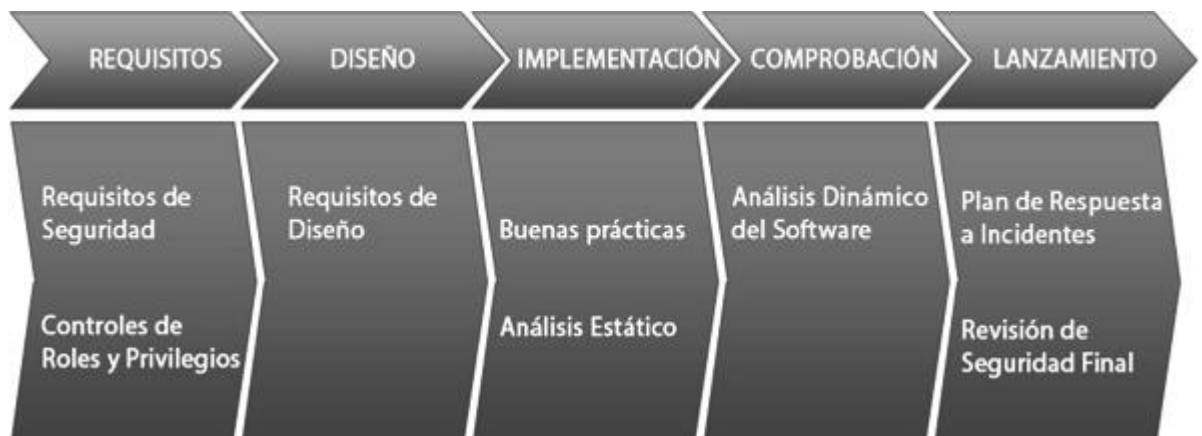 REQUISITOS
DISEÑO
IMPLEMENTACIÓN
COMPROBACIÓN
LANZAMIENTO
Requisitos de
Seguridad
Controles de
Roles y Privilegios
Requisitos de
Diseño
Buenas prácticas
Análisis Estático
Análisis Dinámico
del Software
Plan de Respuesta
a Incidentes
Revisión de
Seguridad Final